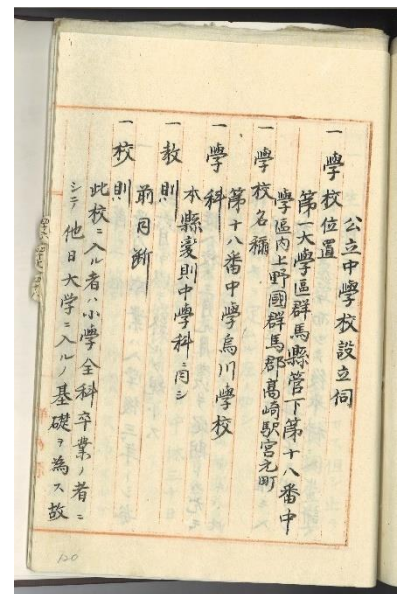 公立中學校設立伺
一 學校位置
第一大學區群馬縣管下第十八番中
學區内上野國群馬郡髙崎駅宮元町
一 學校名稱
第十八番中學烏川學校
一 學科
本縣変則中學科ニ同シ
一 教則
前同断
一 校則
此校ニ入ル者ハ小學全科卒業ノ者ニ
シテ他日大学ニ入ルノ基礎ヲ為ス故
120